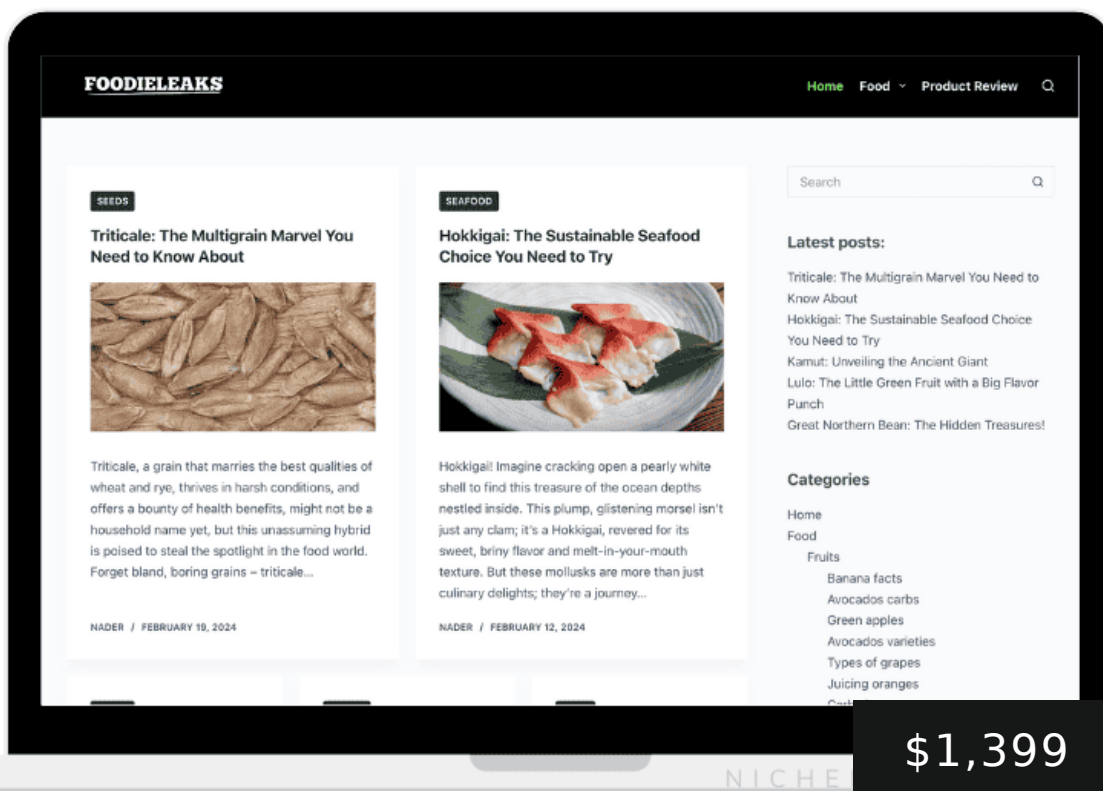 FOODIELEAKS
Home Food Product Review
SEEDS
Triticale: The Multigrain Marvel You
Need to Know About
Triticale, a grain that marries the best qualities of
wheat and rye, thrives in harsh conditions, and
offers a bounty of health benefits, might not be a
household name yet, but this unassuming hybrid
is poised to steal the spotlight in the food world.
Forget bland, boring grains – triticale...
NADER / FEBRUARY 19, 2024
SEAFOOD
Hokkigai: The Sustainable Seafood
Choice You Need to Try
Hokkigai! Imagine cracking open a pearly white
shell to find this treasure of the ocean depths
nestled inside. This plump, glistening morsel isn't
just any clam; it's a Hokkigai, revered for its
sweet, briny flavor and melt-in-your-mouth
texture. But these mollusks are more than just
culinary delights; they're a journey...
NADER / FEBRUARY 12, 2024
Search
Latest posts:
Triticale: The Multigrain Marvel You Need to
Know About
Hokkigai: The Sustainable Seafood Choice
You Need to Try
Kamut: Unveiling the Ancient Giant
Lulo: The Little Green Fruit with a Big Flavor
Punch
Great Northern Bean: The Hidden Treasures!
Categories
Home
Food
Fruits
Banana facts
Avocados carbs
Green apples
Avocados varieties
Types of grapes
Juicing oranges
$1,399